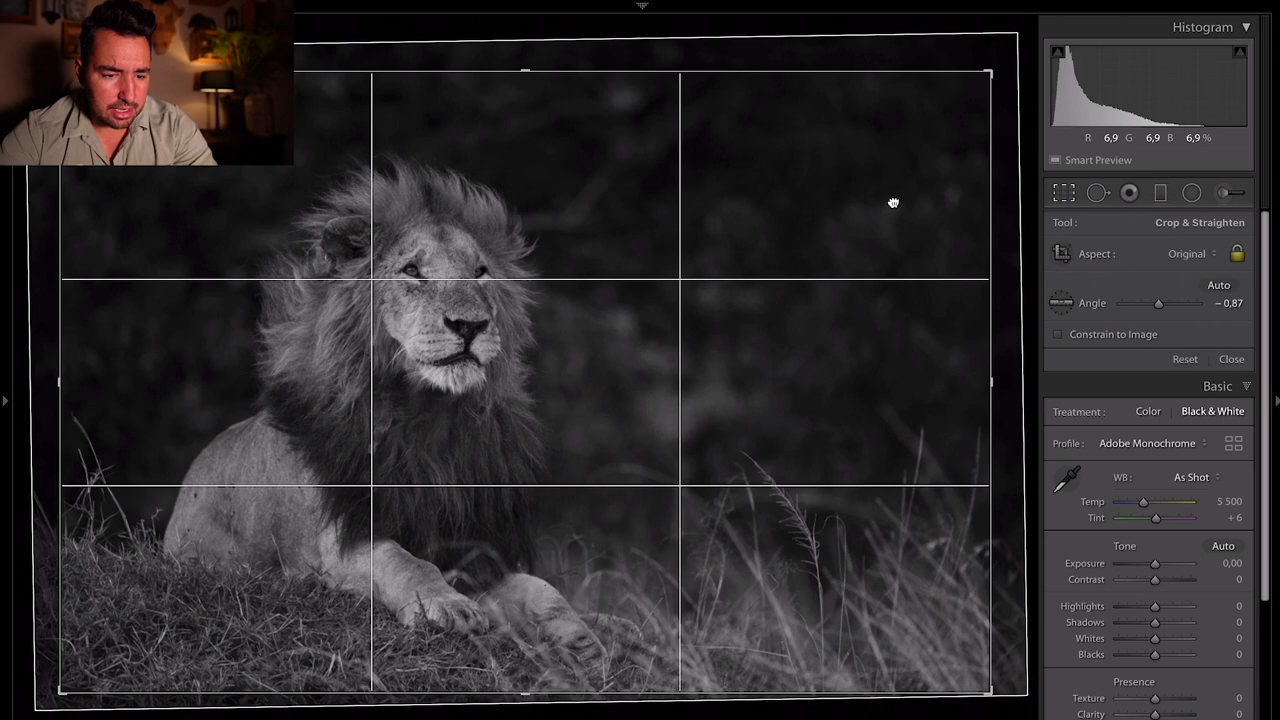 Histogram
R 6,9 G 6,9 B 6,9 %
Smart Preview
Tool : Crop & Straighten
Aspect : Original
Auto
Angle – 0,87
Constrain to Image
Reset Close
Basic
Treatment : Color Black & White
Profile : Adobe Monochrome
WB : As Shot
Temp 5 500
Tint + 6
Tone Auto
Exposure 0,00
Contrast 0
Highlights 0
Shadows 0
Whites 0
Blacks 0
Presence
Texture 0
Clarity 0